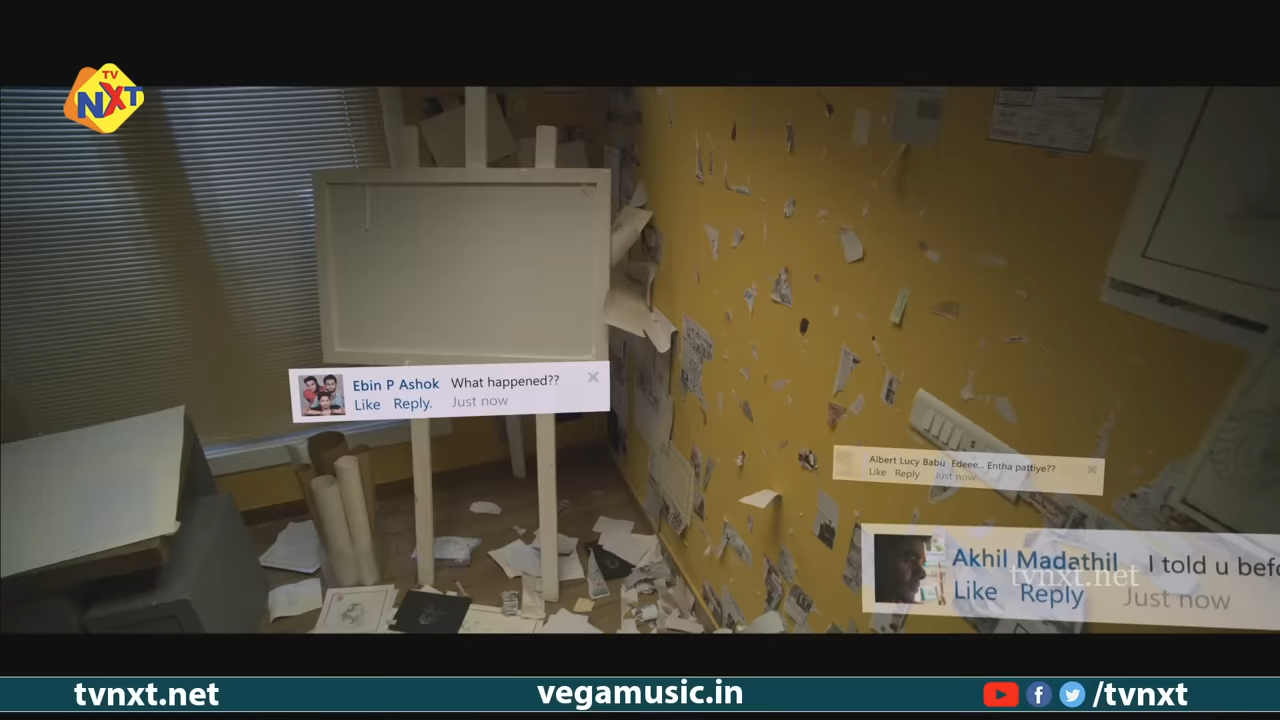 TV
NXT
Ebin P Ashok What happened??
Like Reply. Just now
Albert Lucy Babu Edeee... Entha pattiye??
Like Reply Just now
Akhil Madathil I told u befo
tvnxt.net
Like Reply Just now
tvnxt.net
vegamusic.in
/tvnxt